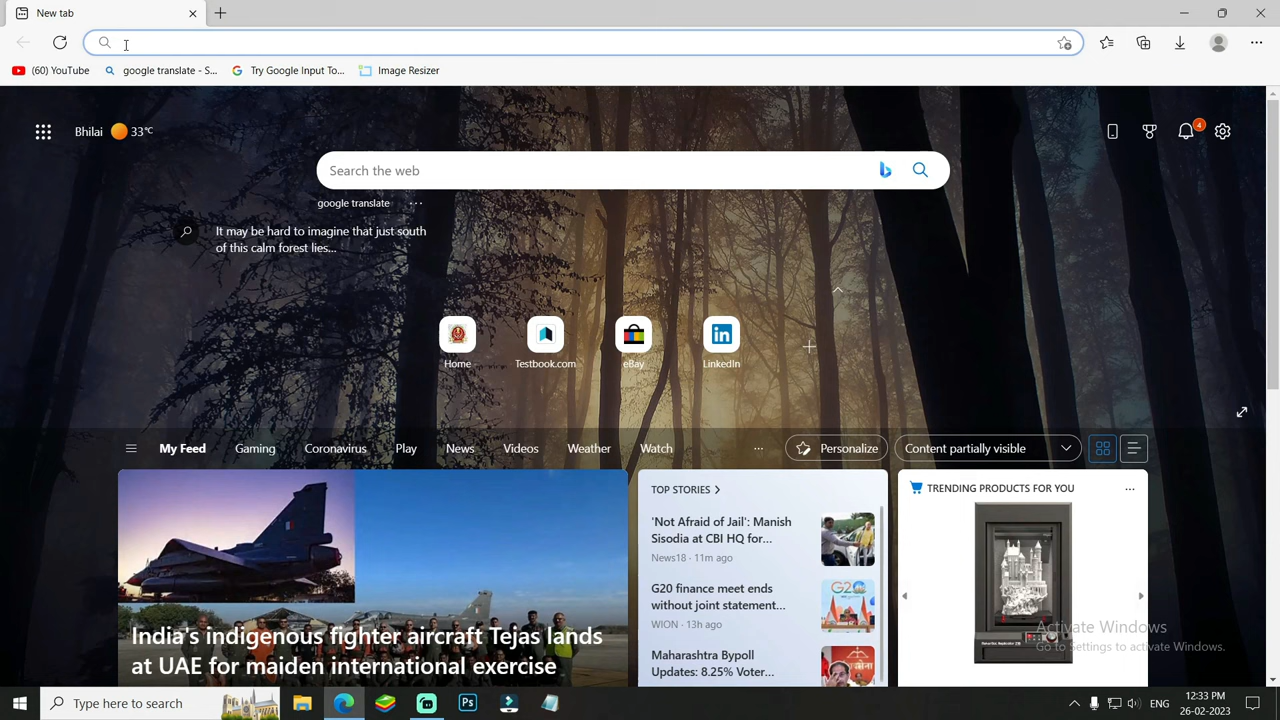 New tab
(60) YouTube
google translate - S...
Try Google Input To...
Image Resizer
Bhilai 33°C
4
Search the web
google translate ...
It may be hard to imagine that just south
of this calm forest lies...
Home
Testbook.com
eBay
LinkedIn
My Feed
Gaming
Coronavirus
Play
News
Videos
Weather
Watch
...
Personalize
Content partially visible
India's indigenous fighter aircraft Tejas lands
at UAE for maiden international exercise
TOP STORIES
'Not Afraid of Jail': Manish
Sisodia at CBI HQ for...
News18 · 11m ago
G20 finance meet ends
without joint statement...
WION · 13h ago
Maharashtra Bypoll
Updates: 8.25% Voter...
TRENDING PRODUCTS FOR YOU
...
Activate Windows
Go to Settings to activate Windows.
Type here to search
Ps
ENG
12:33 PM
26-02-2023